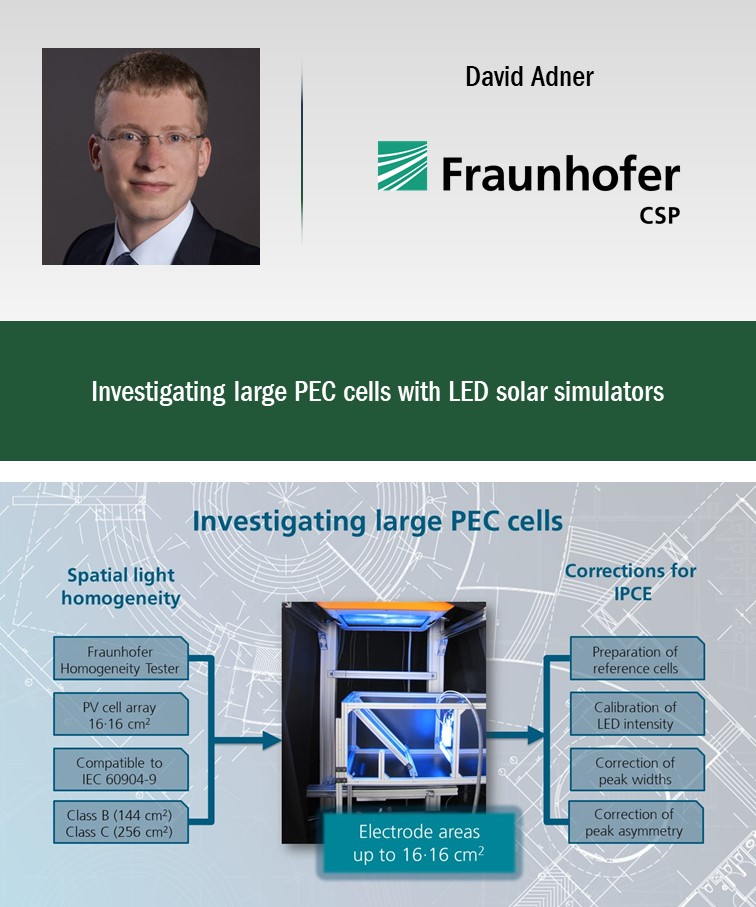 David Adner
Fraunhofer
CSP
Investigating large PEC cells with LED solar simulators
Investigating large PEC cells
Spatial light
homogeneity
Fraunhofer
Homogeneity Tester
PV cell array
16·16 cm²
Compatible to
IEC 60904-9
Class B (144 cm²)
Class C (256 cm²)
Electrode areas
up to 16·16 cm²
Corrections for
IPCE
Preparation of
reference cells
Calibration of
LED intensity
Correction of
peak widths
Correction of
peak asymmetry